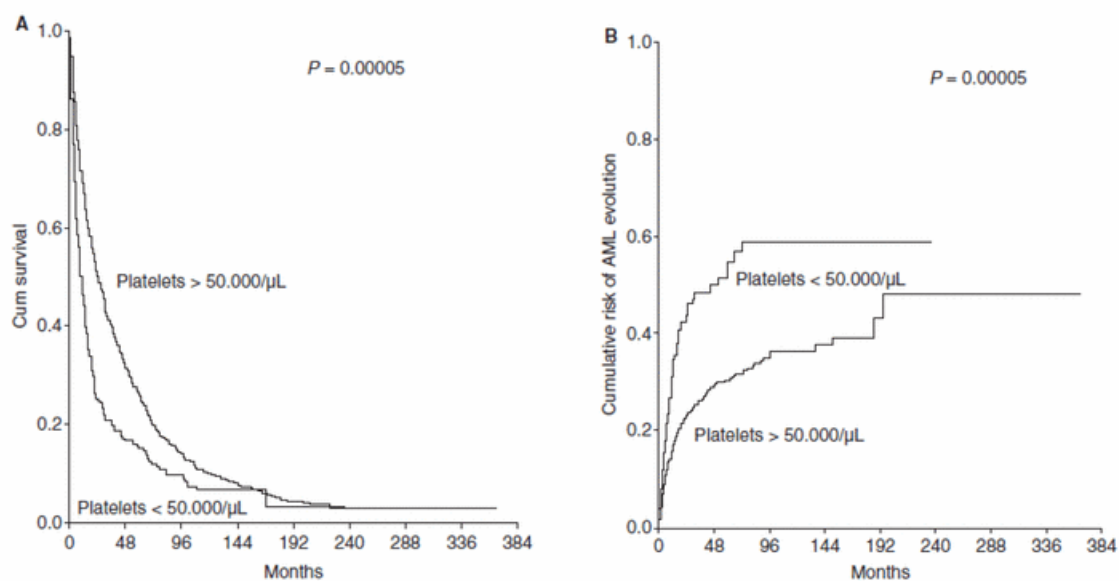 A
P = 0.00005
1.0
0.8
0.6
0.4
0.2
0.0
Cum survival
Platelets > 50.000/µL
Platelets < 50.000/µL
0 48 96 144 192 240 288 336 384
Months
B
P = 0.00005
1.0
0.8
0.6
0.4
0.2
0.0
Cumulative risk of AML evolution
Platelets < 50.000/µL
Platelets > 50.000/µL
0 48 96 144 192 240 288 336 384
Months